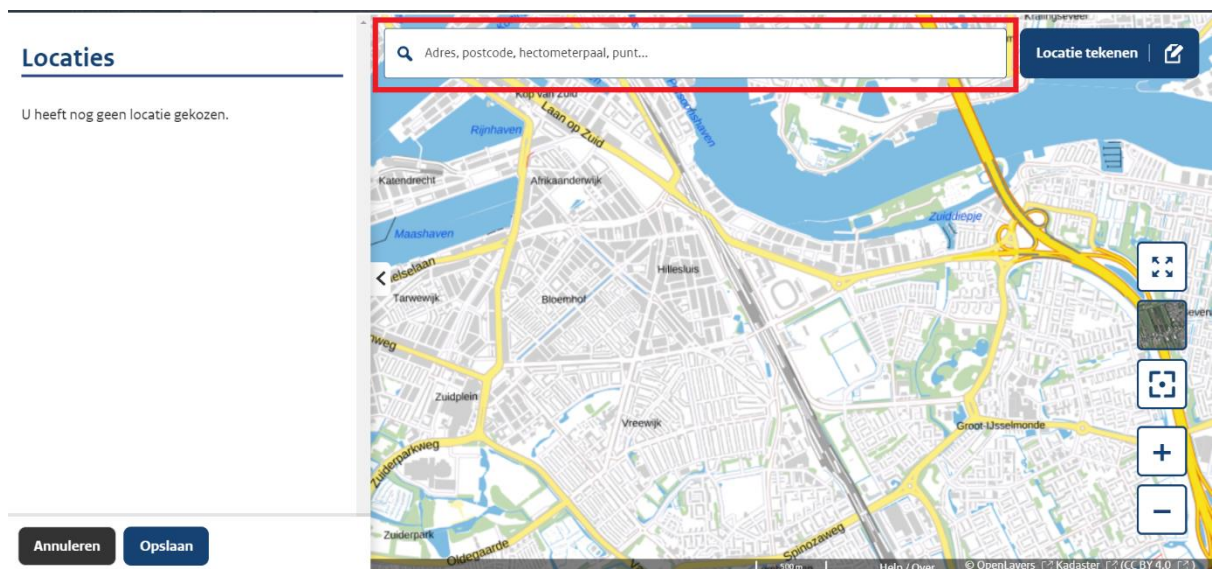 Locaties
U heeft nog geen locatie gekozen.
Annuleren
Opslaan
Adres, postcode, hectometerpaal, punt...
Locatie tekenen
Kralingseveer
Kop van Zuid
Laan op Zuid
Rijnhaven
Katendrecht
Afrikaanderwijk
Zuiddiepje
Maashaven
Hillesluis
Tarwewijk
Bloemhof
Zuidplein
Vreewijk
Groot-IJsselmonde
Zuiderparkweg
Zuiderpark
Oldegaarde
Spinozaweg
500 m
Help / Over
© OpenLayers Kadaster (CC BY 4.0)